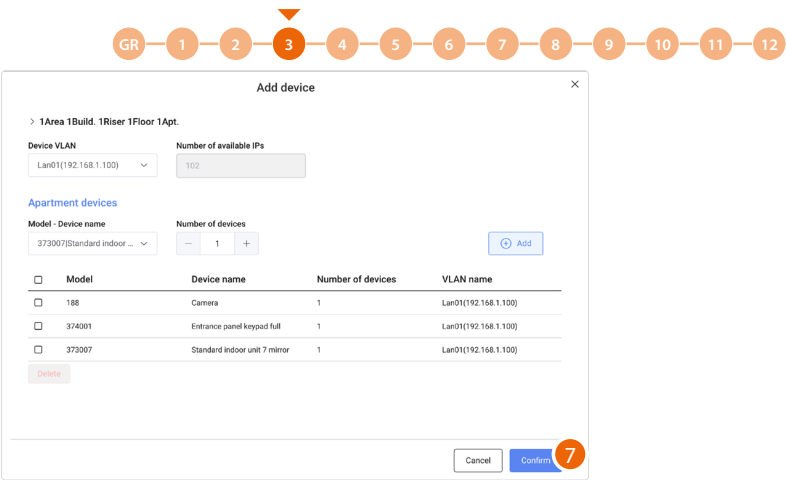 GR 1 2 3 4 5 6 7 8 9 10 11 12
Add device
1Area 1Build. 1Riser 1Floor 1Apt.
Device VLAN Number of available IPs
Lan01(192.168.1.100) 102
Apartment devices
Model - Device name Number of devices
373007|Standard indoor ... 1 Add
Model Device name Number of devices VLAN name
188 Camera 1 Lan01(192.168.1.100)
374001 Entrance panel keypad full 1 Lan01(192.168.1.100)
373007 Standard indoor unit 7 mirror 1 Lan01(192.168.1.100)
Delete
Cancel Confirm 7